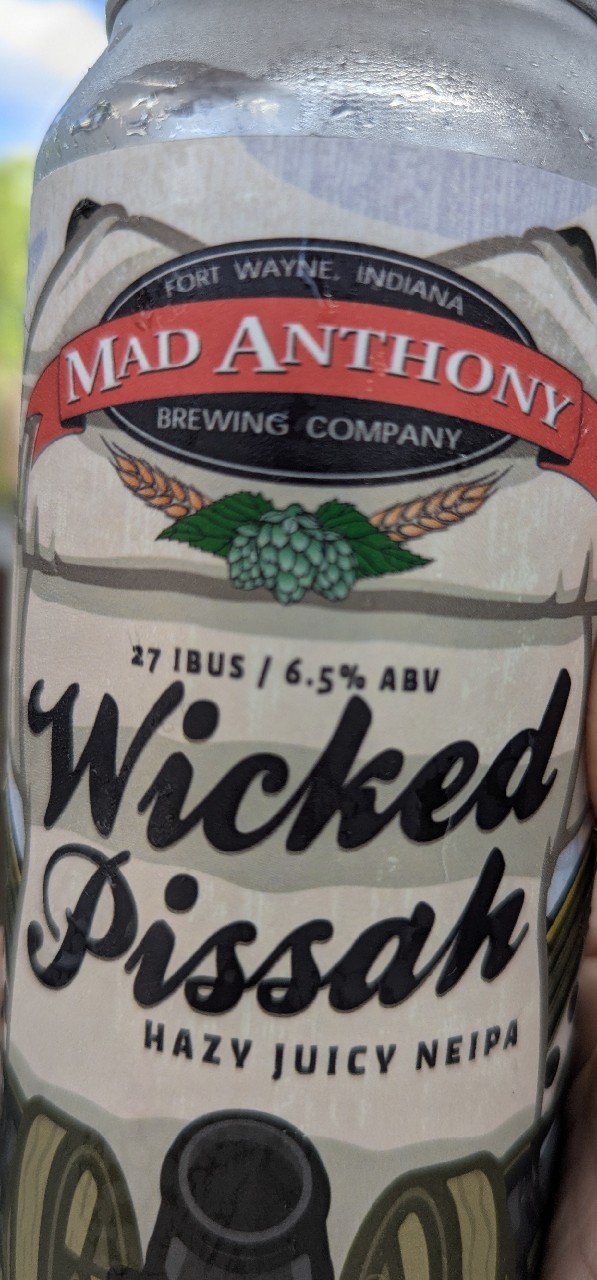 FORT WAYNE, INDIANA
MAD ANTHONY
BREWING COMPANY
27 IBUS / 6.5% ABV
Wicked
Pissah
HAZY JUICY NEIPA